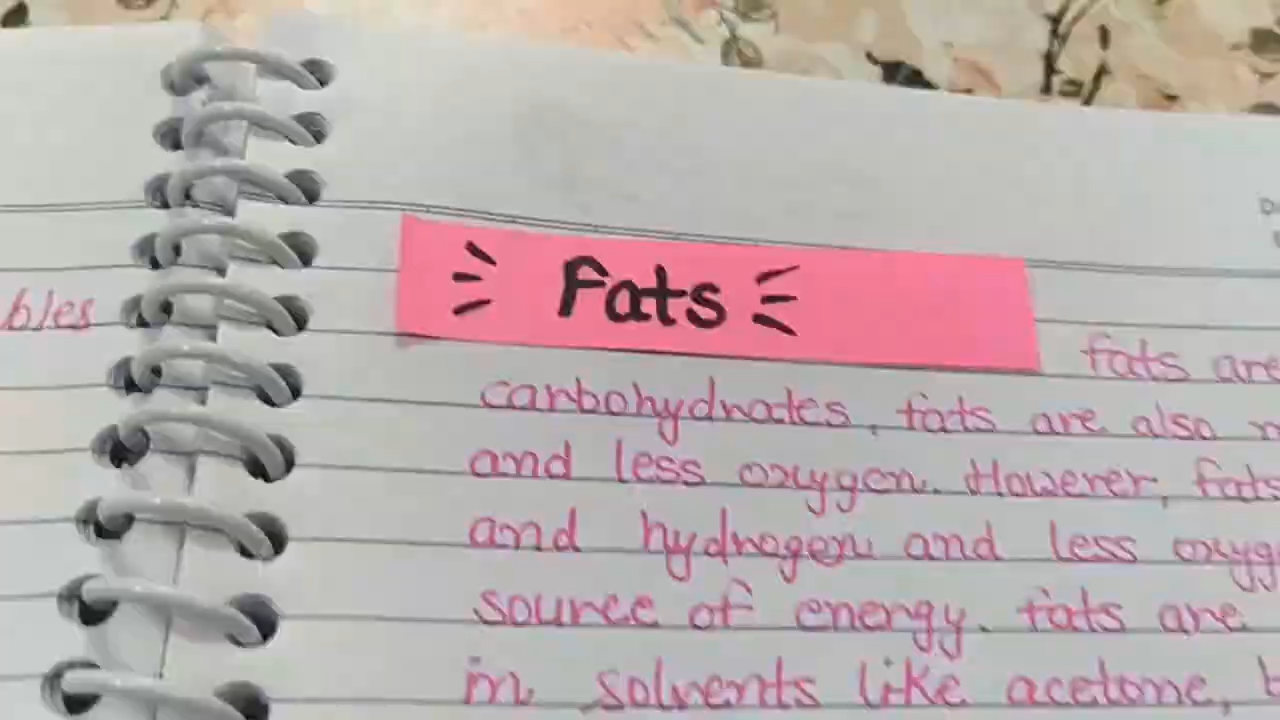 bles
Fats
fats are
carbohydrates, fats are also
and less oxygen. However, fats
and hydrogen and less oxyg
source of energy. fats are
in solvents like acetone,